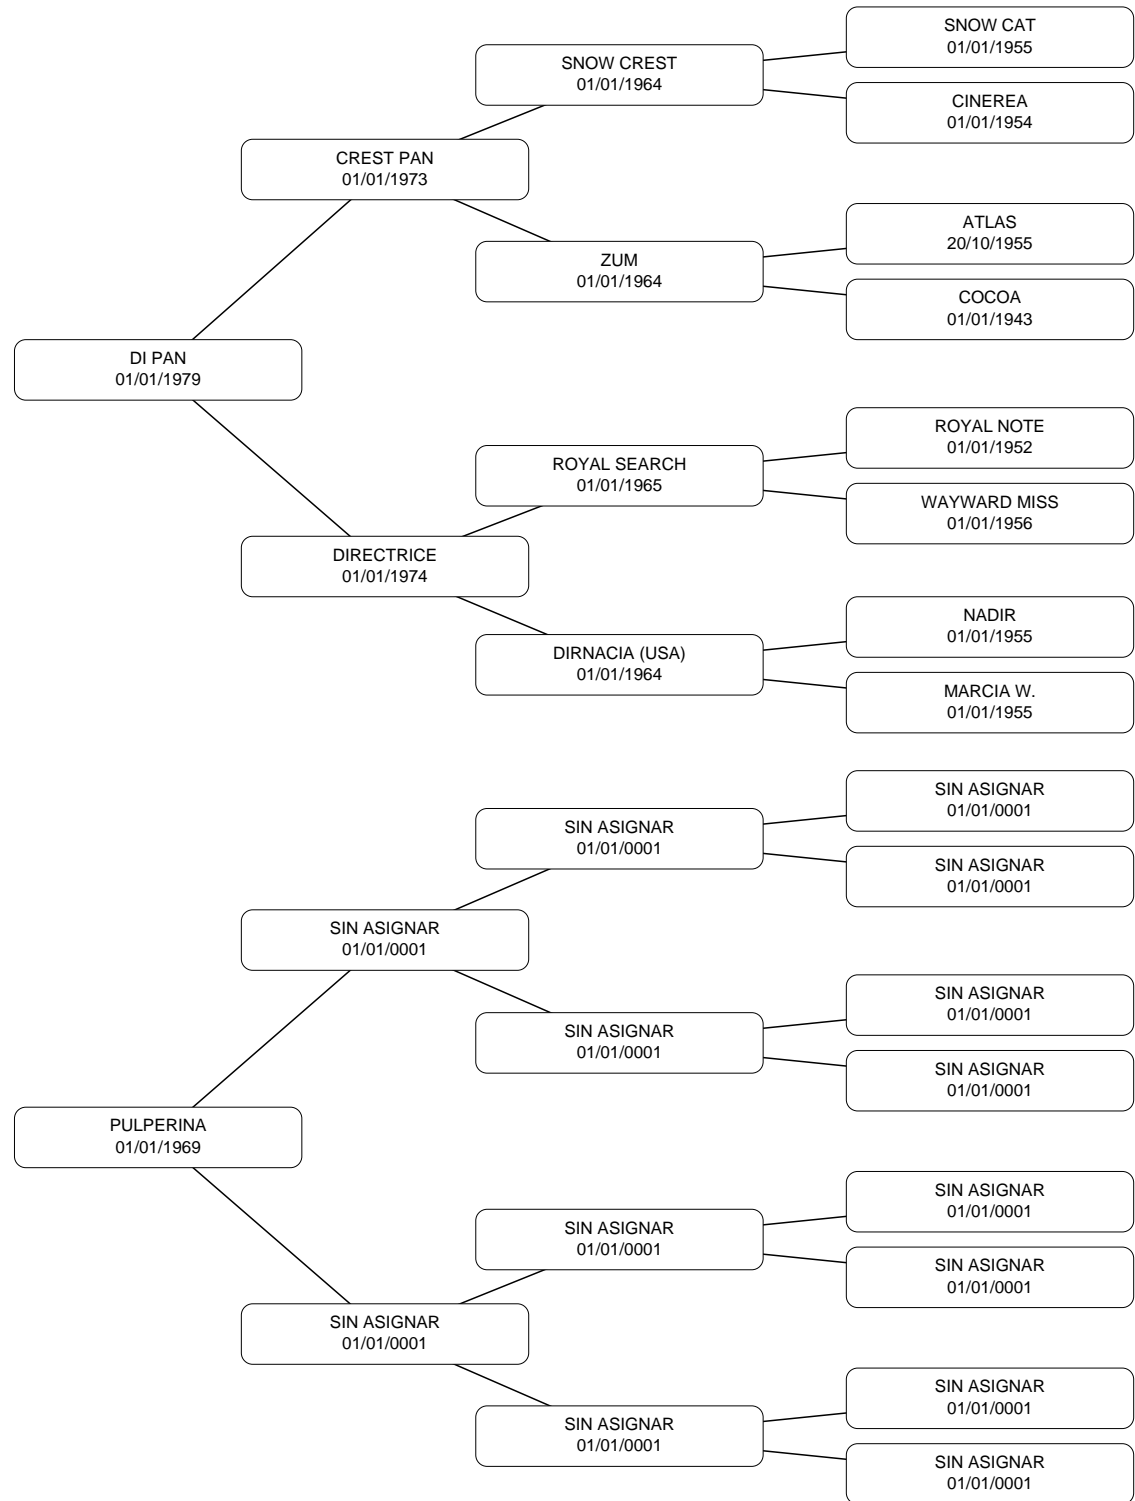 SNOW CAT
01/01/1955
SNOW CREST
01/01/1964
CINEREA
01/01/1954
CREST PAN
01/01/1973
ATLAS
20/10/1955
ZUM
01/01/1964
COCOA
01/01/1943
DI PAN
01/01/1979
ROYAL NOTE
01/01/1952
ROYAL SEARCH
01/01/1965
WAYWARD MISS
01/01/1956
DIRECTRICE
01/01/1974
NADIR
01/01/1955
DIRNACIA (USA)
01/01/1964
MARCIA W.
01/01/1955
SIN ASIGNAR
01/01/0001
SIN ASIGNAR
01/01/0001
SIN ASIGNAR
01/01/0001
SIN ASIGNAR
01/01/0001
SIN ASIGNAR
01/01/0001
SIN ASIGNAR
01/01/0001
SIN ASIGNAR
01/01/0001
PULPERINA
01/01/1969
SIN ASIGNAR
01/01/0001
SIN ASIGNAR
01/01/0001
SIN ASIGNAR
01/01/0001
SIN ASIGNAR
01/01/0001
SIN ASIGNAR
01/01/0001
SIN ASIGNAR
01/01/0001
SIN ASIGNAR
01/01/0001